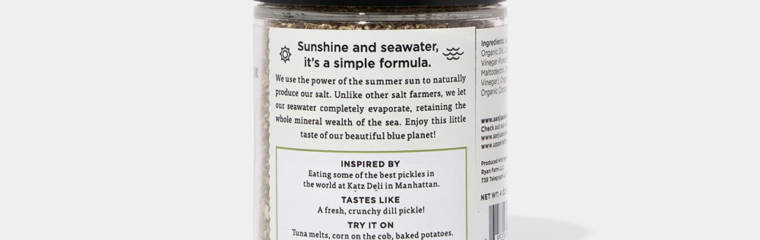 Sunshine and seawater,
it's a simple formula.
We use the power of the summer sun to naturally
produce our salt. Unlike other salt farmers, we let
our seawater completely evaporate, retaining the
whole mineral wealth of the sea. Enjoy this little
taste of our beautiful blue planet!
INSPIRED BY
Eating some of the best pickles in
the world at Katz Deli in Manhattan.
TASTES LIKE
A fresh, crunchy dill pickle!
TRY IT ON
Tuna melts, corn on the cob, baked potatoes.
Ingredients:
Organic
Vinegar
Organic
Check
Produced
NET WT